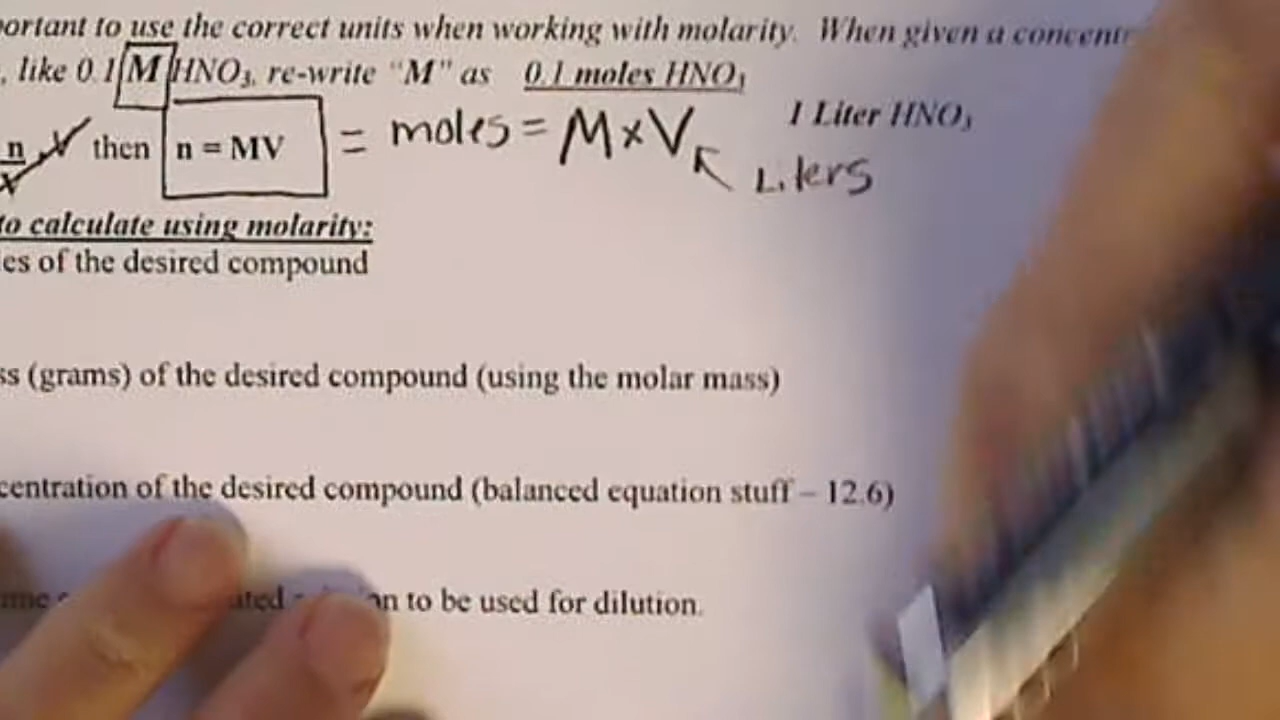 ortant to use the correct units when working with molarity. When given a concentr
, like 0.1 M HNO₃, re-write "M" as 0.1 moles HNO₃
1 Liter HNO₃
n then n = MV = moles = M x V
Liters
to calculate using molarity:
es of the desired compound
ss (grams) of the desired compound (using the molar mass)
centration of the desired compound (balanced equation stuff – 12.6)
on to be used for dilution.